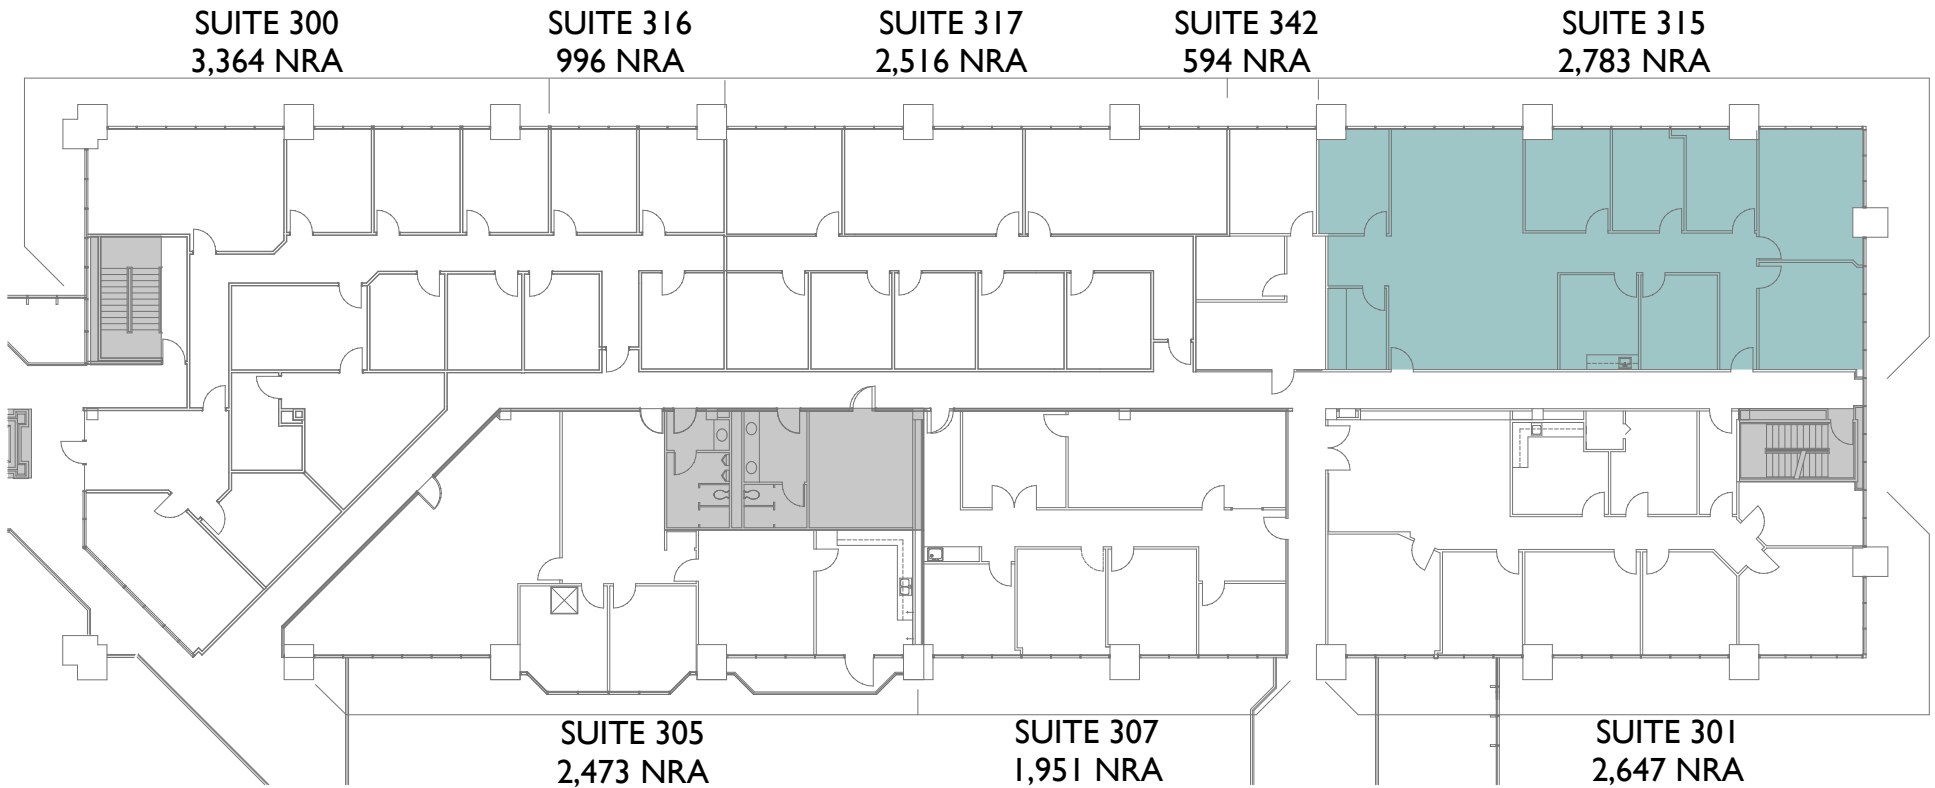 SUITE 300
3,364 NRA
SUITE 316
996 NRA
SUITE 317
2,516 NRA
SUITE 342
594 NRA
SUITE 315
2,783 NRA
SUITE 305
2,473 NRA
SUITE 307
1,951 NRA
SUITE 301
2,647 NRA